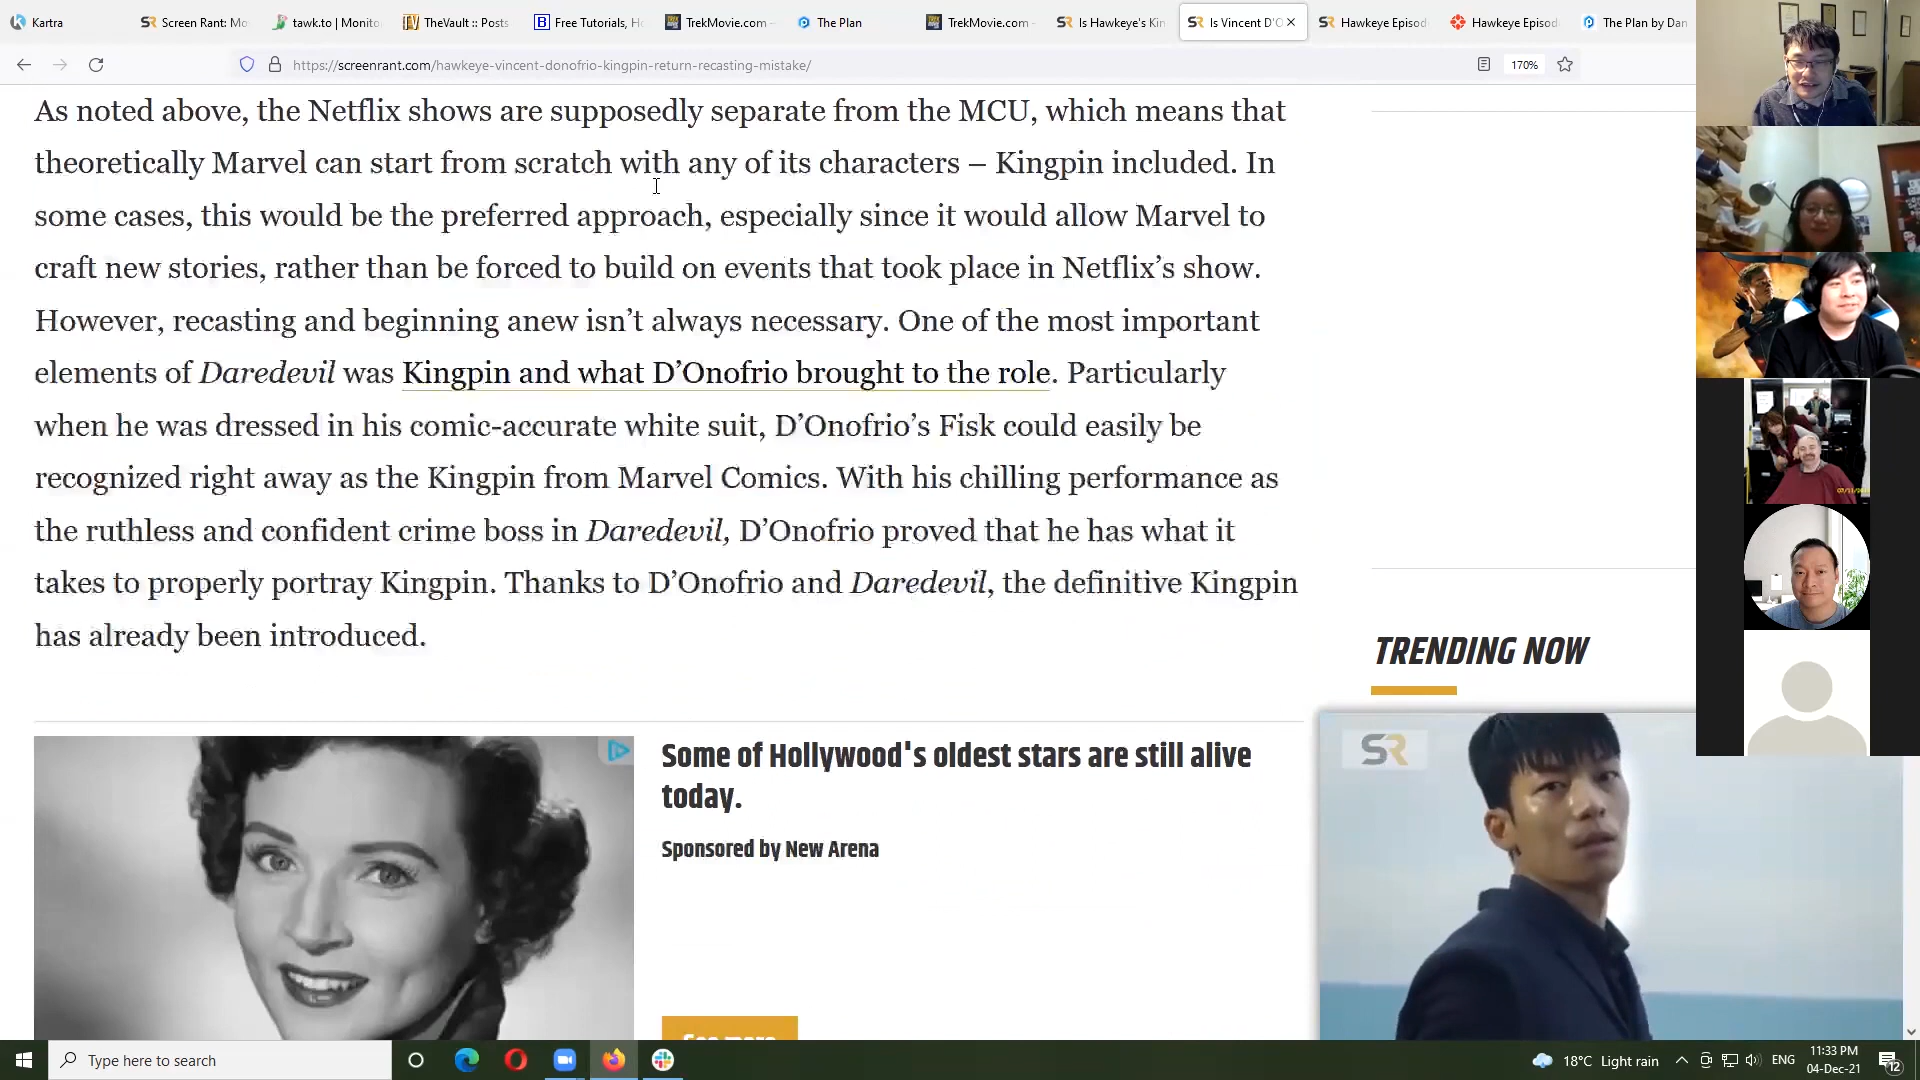 Kartra
SR Screen Rant: Mo
tawk.to | Monito
TV TheVault :: Posts
B Free Tutorials, H
TrekMovie.com –
The Plan
TrekMovie.com
SR Is Hawkeye's Kin
SR Is Vincent D'O
SR Hawkeye Episod
Hawkeye Episod
The Plan by Dan
https://screenrant.com/hawkeye-vincent-donofrio-kingpin-return-recasting-mistake/
170%
As noted above, the Netflix shows are supposedly separate from the MCU, which means that
theoretically Marvel can start from scratch with any of its characters – Kingpin included. In
some cases, this would be the preferred approach, especially since it would allow Marvel to
craft new stories, rather than be forced to build on events that took place in Netflix’s show.
However, recasting and beginning anew isn’t always necessary. One of the most important
elements of Daredevil was Kingpin and what D’Onofrio brought to the role. Particularly
when he was dressed in his comic-accurate white suit, D’Onofrio’s Fisk could easily be
recognized right away as the Kingpin from Marvel Comics. With his chilling performance as
the ruthless and confident crime boss in Daredevil, D’Onofrio proved that he has what it
takes to properly portray Kingpin. Thanks to D’Onofrio and Daredevil, the definitive Kingpin
has already been introduced.
TRENDING NOW
Some of Hollywood's oldest stars are still alive
today.
Sponsored by New Arena
See more
SR
Type here to search
18°C Light rain
ENG
11:33 PM
04-Dec-21
12